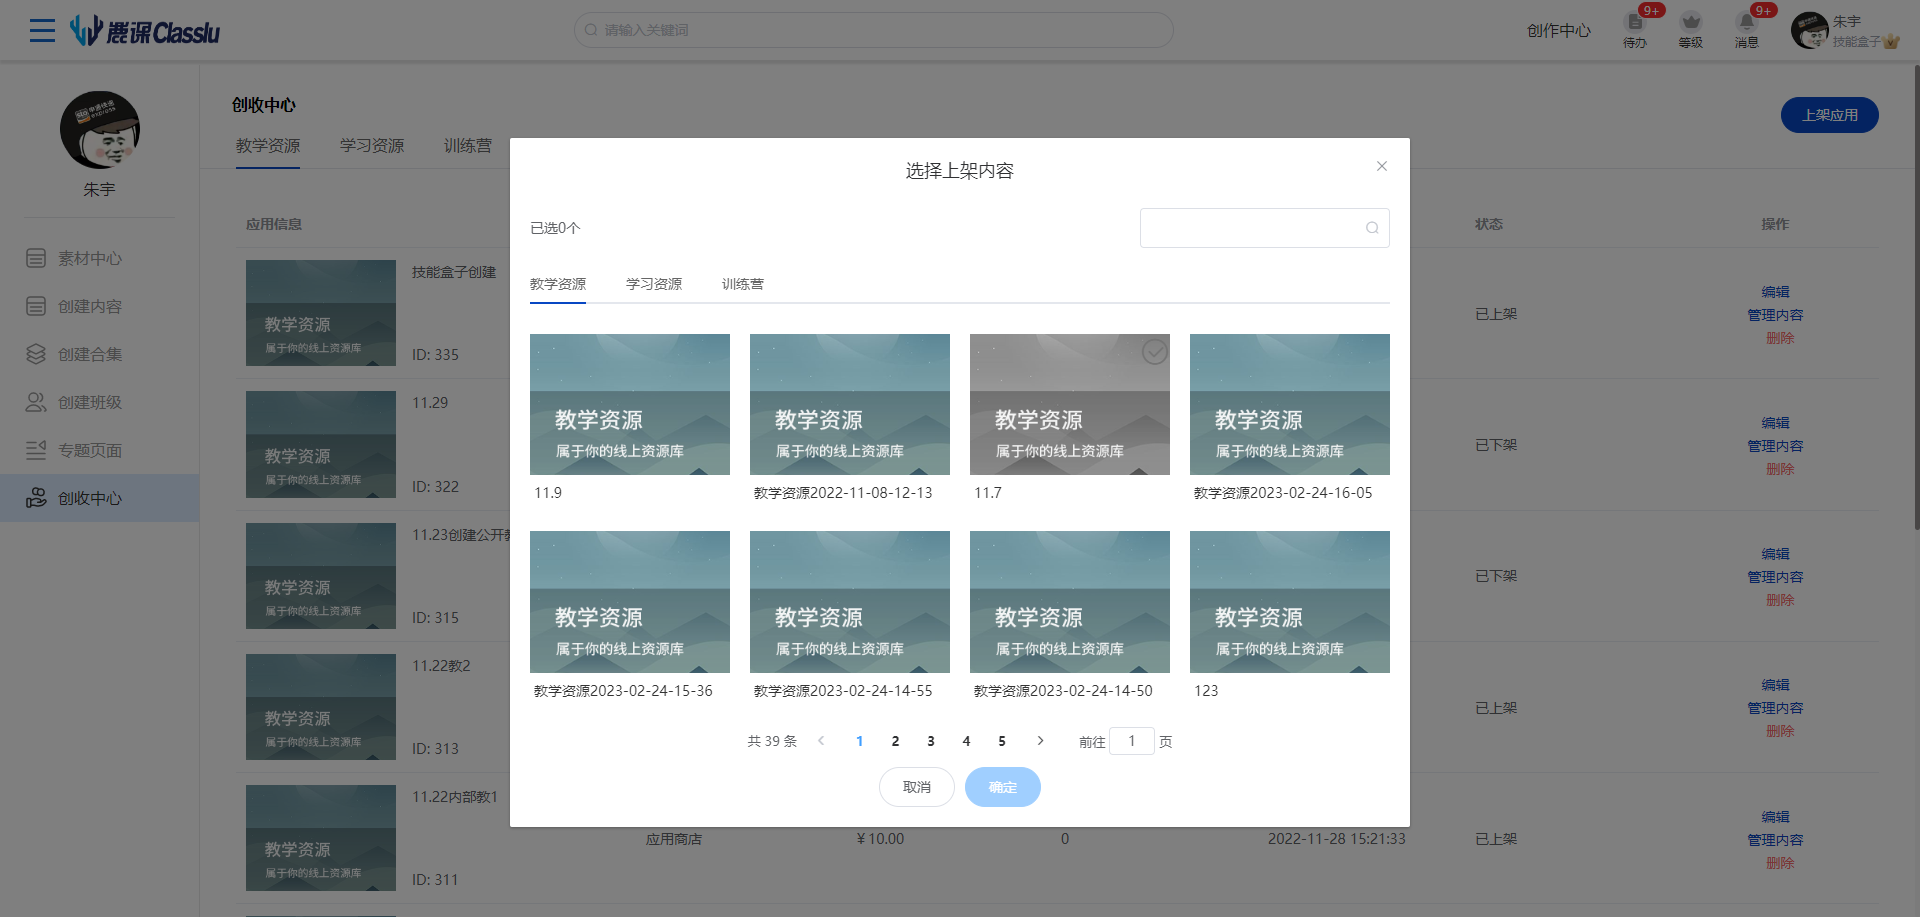 鹿课Classlu
请输入关键词
创作中心
9+
待办
等级
9+
消息
朱宇
技能盒子
朱宇
素材中心
创建内容
创建合集
创建班级
专题页面
创收中心
创收中心
上架应用
教学资源
学习资源
训练营
应用信息
状态
操作
教学资源
属于你的线上资源库
技能盒子创建
ID: 335
已上架
编辑
管理内容
删除
教学资源
属于你的线上资源库
11.29
ID: 322
已下架
编辑
管理内容
删除
教学资源
属于你的线上资源库
11.23创建公开
ID: 315
已下架
编辑
管理内容
删除
教学资源
属于你的线上资源库
11.22教2
ID: 313
已上架
编辑
管理内容
删除
教学资源
属于你的线上资源库
11.22内部教1
ID: 311
应用商店
¥10.00
0
2022-11-28 15:21:33
已上架
编辑
管理内容
删除
选择上架内容
已选0个
教学资源
学习资源
训练营
教学资源
属于你的线上资源库
11.9
教学资源
属于你的线上资源库
教学资源2022-11-08-12-13
教学资源
属于你的线上资源库
11.7
教学资源
属于你的线上资源库
教学资源2023-02-24-16-05
教学资源
属于你的线上资源库
教学资源2023-02-24-15-36
教学资源
属于你的线上资源库
教学资源2023-02-24-14-55
教学资源
属于你的线上资源库
教学资源2023-02-24-14-50
教学资源
属于你的线上资源库
123
共 39 条
1 2 3 4 5
前往 1 页
取消
确定